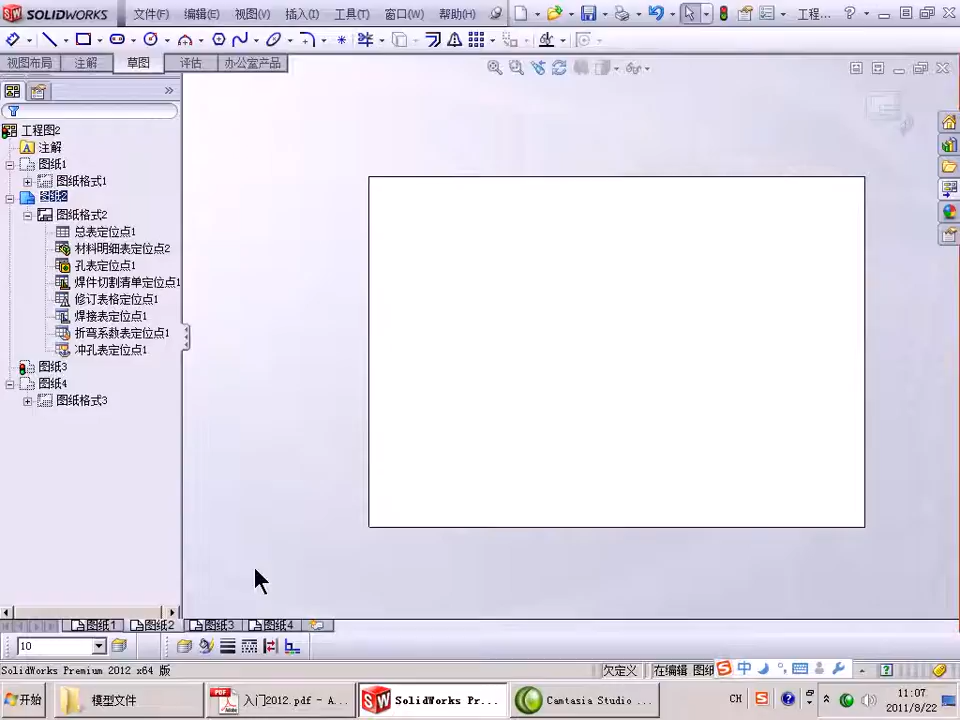 SOLIDWORKS 文件(F) 编辑(E) 视图(V) 插入(I) 工具(T) 窗口(W) 帮助(H) 工程... ?
视图布局 注解 草图 评估 办公室产品
工程图2
注解
图纸1
图纸格式1
图纸2
图纸格式2
总表定位点1
材料明细表定位点2
孔表定位点1
焊件切割清单定位点1
修订表格定位点1
焊接表定位点1
折弯系数表定位点1
冲孔表定位点1
图纸3
图纸4
图纸格式3
图纸1 图纸2 图纸3 图纸4
10
SolidWorks Premium 2012 x64 版 欠定义 在编辑 图纸 中
开始 模型文件 入门2012.pdf - A... SolidWorks Pr... Camtasia Studio ... CH 11:07
2011/8/22